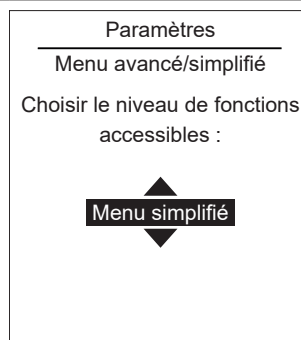 Paramètres
Menu avancé/simplifié
Choisir le niveau de fonctions
accessibles :
Menu simplifié